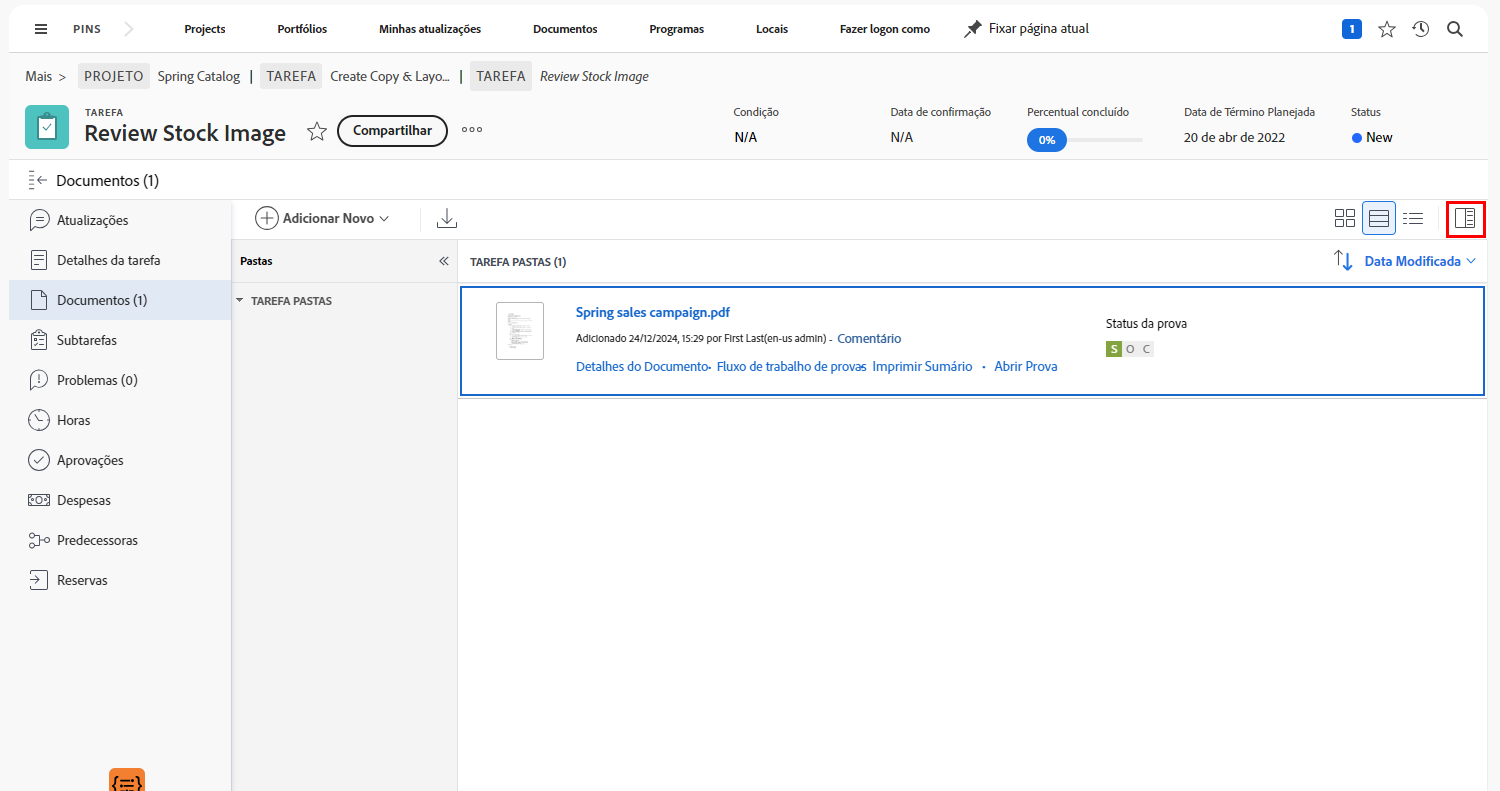 PINS Projects Portfólios Minhas atualizações Documentos Programas Locais Fazer logon como Fixar página atual 1
Mais > PROJETO Spring Catalog | TAREFA Create Copy & Layo... | TAREFA Review Stock Image
TAREFA
Review Stock Image Compartilhar
Condição
N/A
Data de confirmação
N/A
Percentual concluído
0%
Data de Término Planejada
20 de abr de 2022
Status
New
Documentos (1)
Atualizações
Detalhes da tarefa
Documentos (1)
Subtarefas
Problemas (0)
Horas
Aprovações
Despesas
Predecessoras
Reservas
Adicionar Novo
Pastas
TAREFA PASTAS
TAREFA PASTAS (1)
Data Modificada
Spring sales campaign.pdf
Adicionado 24/12/2024, 15:29 por First Last(en-us admin) - Comentário
Detalhes do Documento • Fluxo de trabalho de provas • Imprimir Sumário • Abrir Prova
Status da prova
S O C